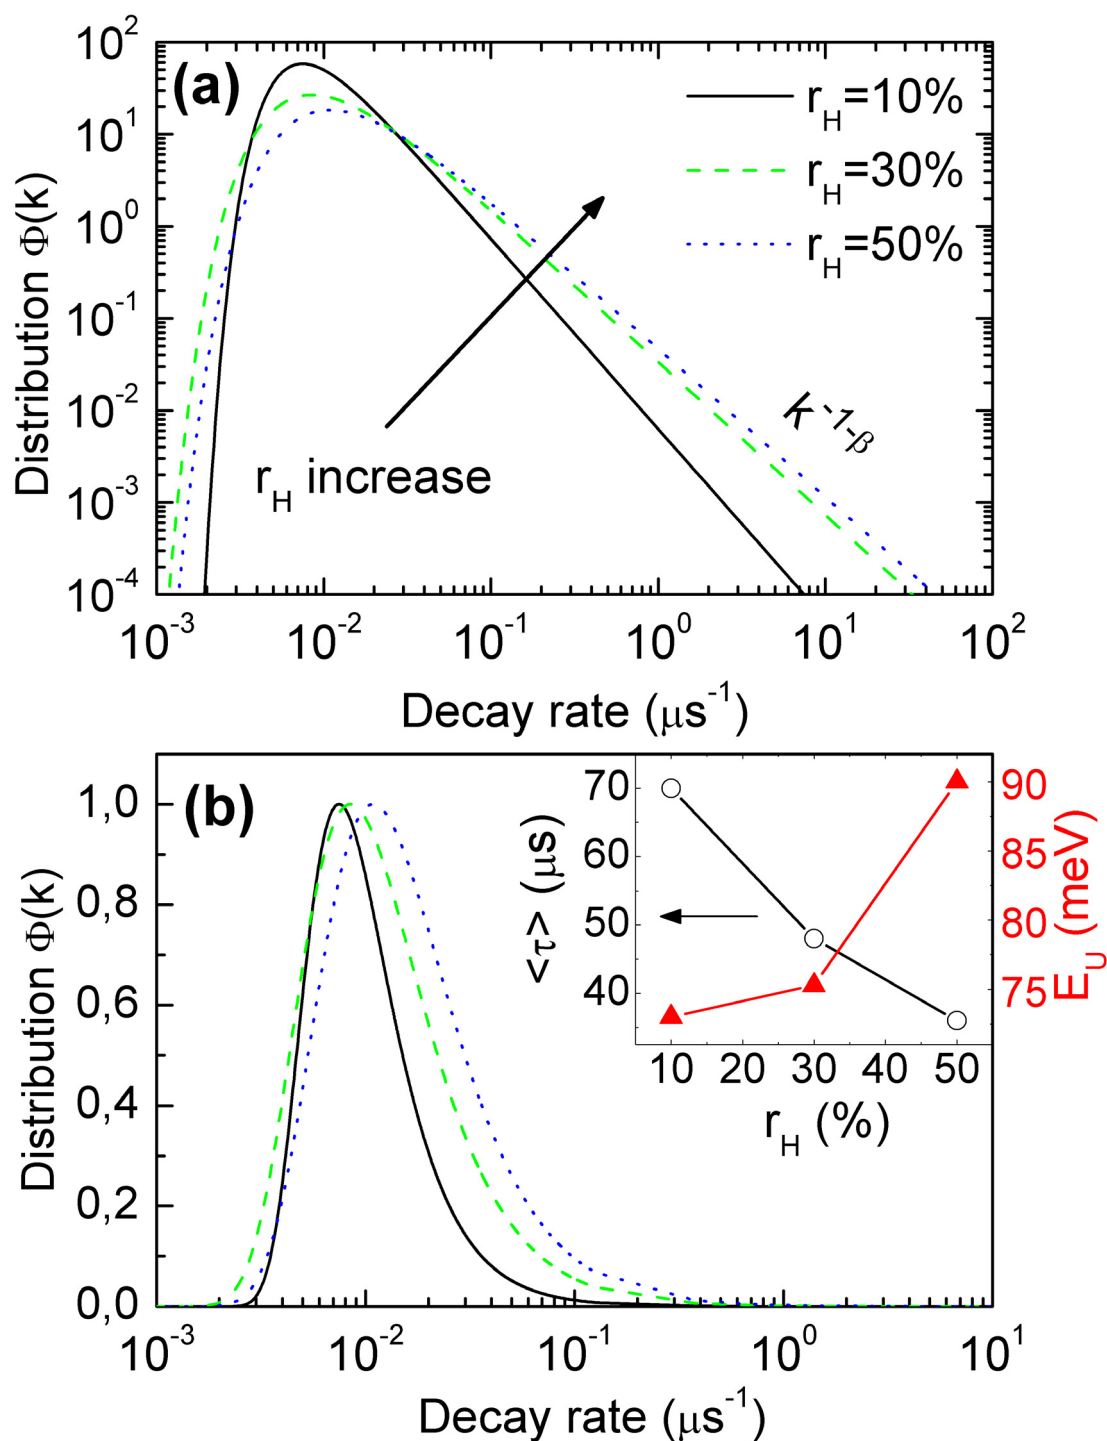 (a)
r_H=10%
r_H=30%
r_H=50%
r_H increase
k^-1-β
10^2
10^1
10^0
10^-1
10^-2
10^-3
10^-4
Distribution Φ(k)
10^-3 10^-2 10^-1 10^0 10^1 10^2
Decay rate (μs^-1)
(b)
1,0
0,8
0,6
0,4
0,2
0,0
Distribution Φ(k)
10^-3 10^-2 10^-1 10^0 10^1
Decay rate (μs^-1)
70
60
50
40
<τ> (μs)
90
85
80
75
E_U (meV)
10 20 30 40 50
r_H (%)